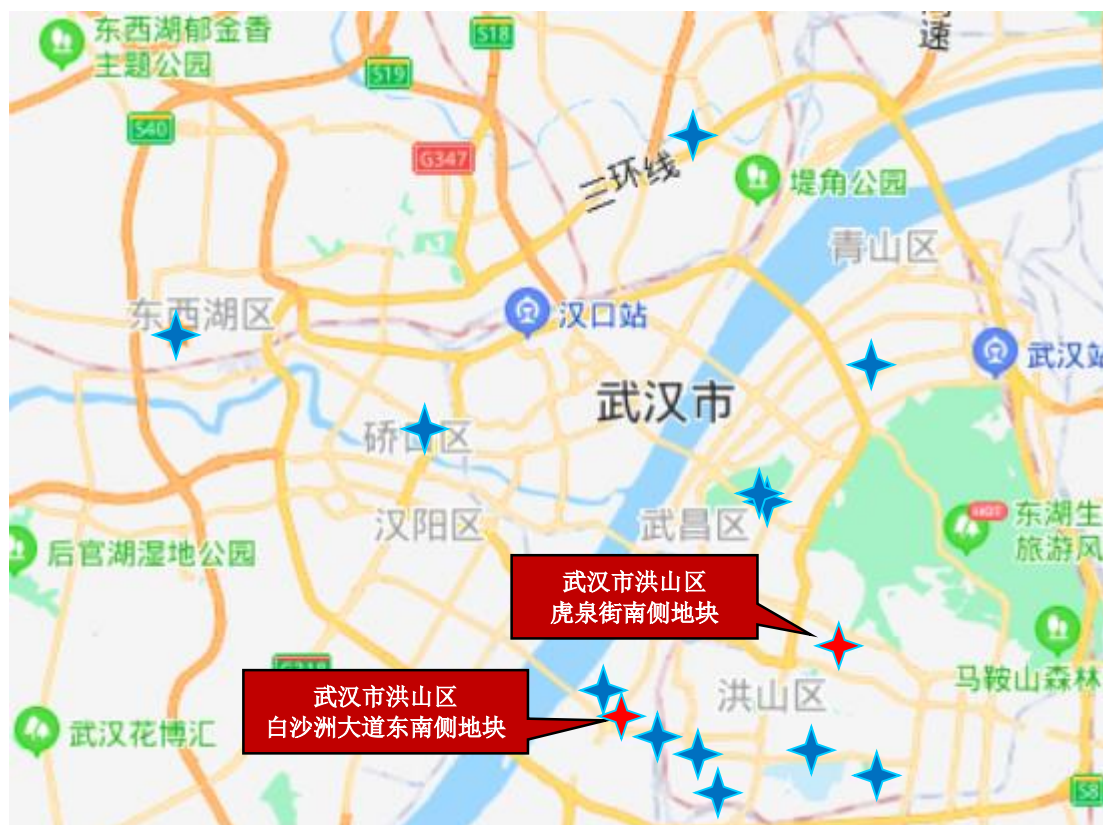 东西湖郁金香
主题公园
S18
高速
S19
S40
G347
三环线
堤角公园
青山区
东西湖区
汉口站
武汉站
武汉市
硚口区
汉阳区
武昌区
HOT
东湖生
旅游风
后官湖湿地公园
武汉市洪山区
虎泉街南侧地块
马鞍山森林
武汉市洪山区
白沙洲大道东南侧地块
洪山区
武汉花博汇
S8